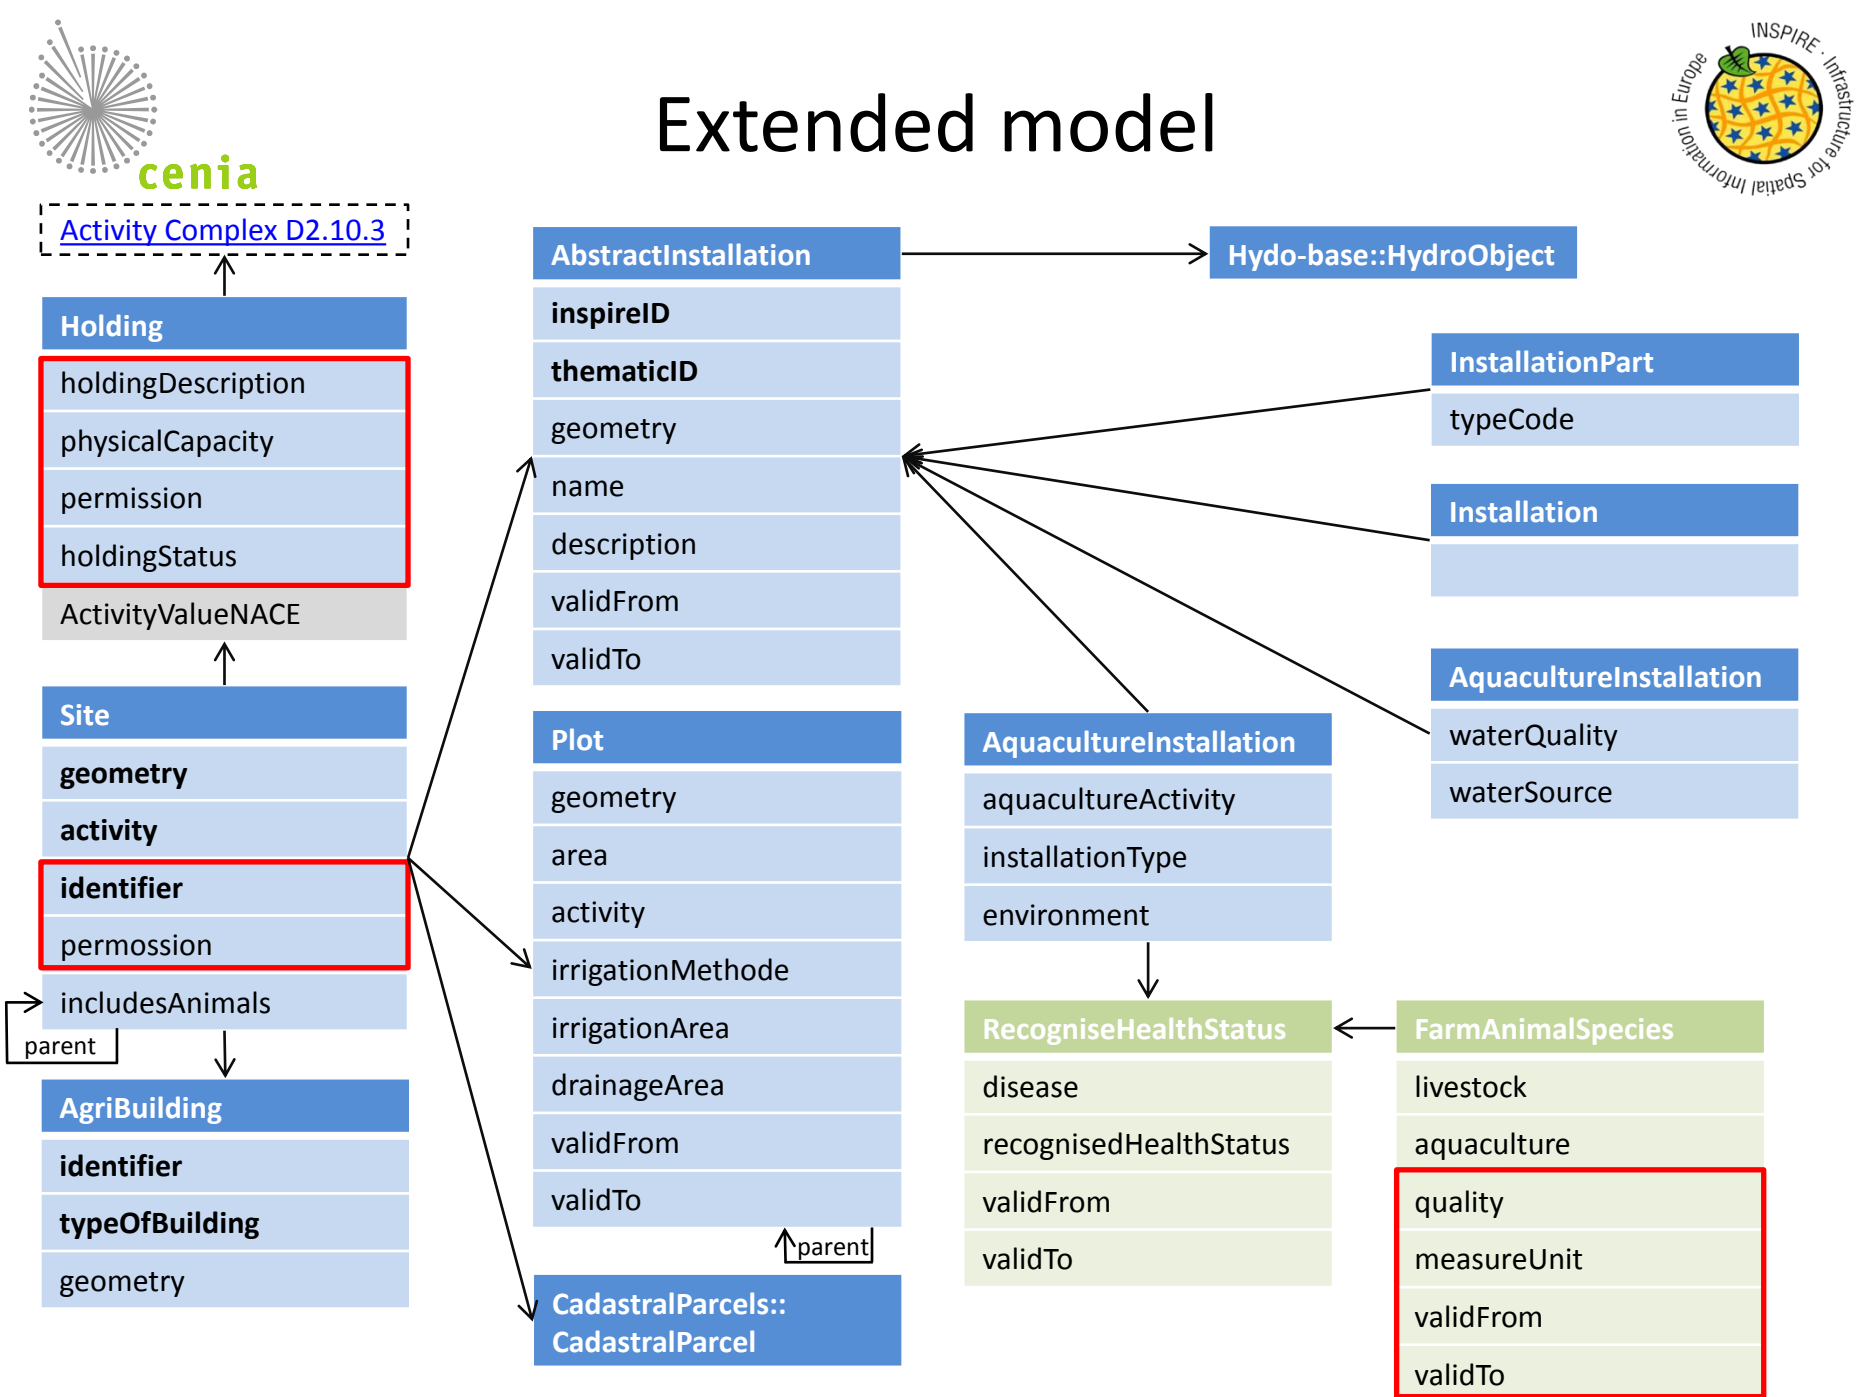 cenia
Extended model
INSPIRE · Infrastructure for Spatial Information in Europe
Activity Complex D2.10.3
Holding
holdingDescription
physicalCapacity
permission
holdingStatus
ActivityValueNACE
Site
geometry
activity
identifier
permossion
includesAnimals
parent
AgriBuilding
identifier
typeOfBuilding
geometry
AbstractInstallation
inspireID
thematicID
geometry
name
description
validFrom
validTo
Plot
geometry
area
activity
irrigationMethode
irrigationArea
drainageArea
validFrom
validTo
parent
CadastralParcels::
CadastralParcel
Hydo-base::HydroObject
InstallationPart
typeCode
Installation
AquacultureInstallation
waterQuality
waterSource
AquacultureInstallation
aquacultureActivity
installationType
environment
RecogniseHealthStatus
disease
recognisedHealthStatus
validFrom
validTo
FarmAnimalSpecies
livestock
aquaculture
quality
measureUnit
validFrom
validTo